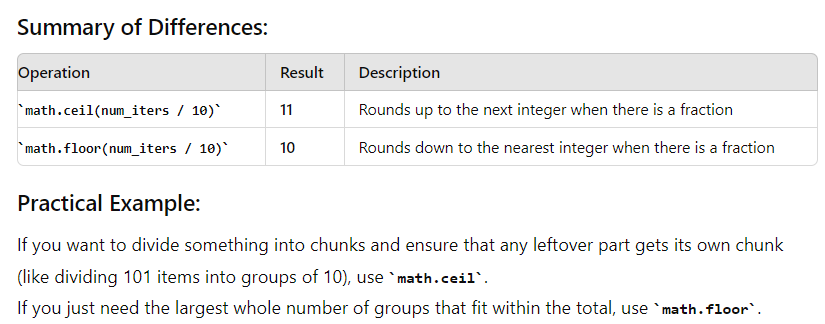 Summary of Differences:
Operation Result Description
`math.ceil(num_iters / 10)` 11 Rounds up to the next integer when there is a fraction
`math.floor(num_iters / 10)` 10 Rounds down to the nearest integer when there is a fraction
Practical Example:
If you want to divide something into chunks and ensure that any leftover part gets its own chunk
(like dividing 101 items into groups of 10), use `math.ceil`.
If you just need the largest whole number of groups that fit within the total, use `math.floor`.